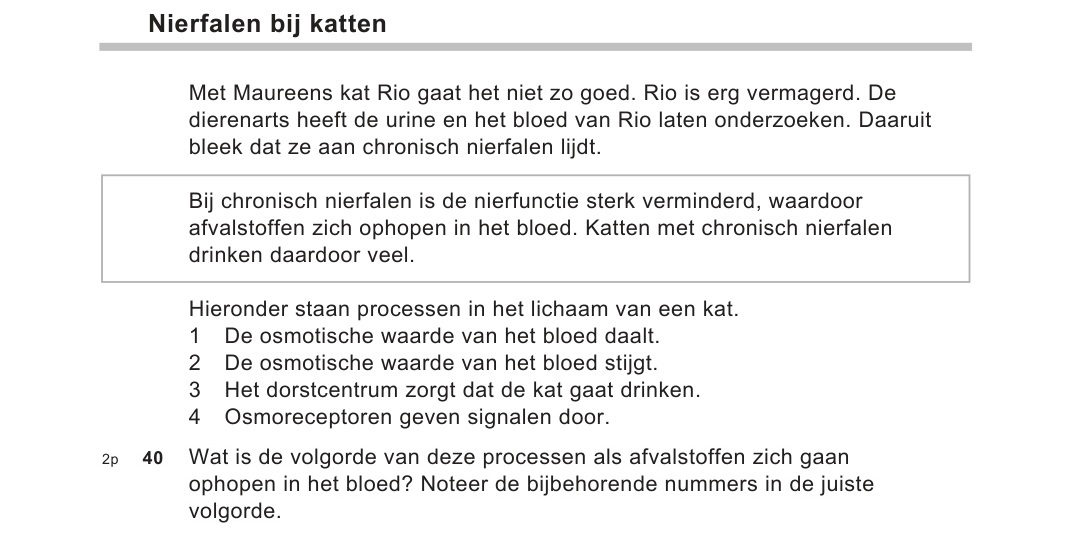 Nierfalen bij katten
Met Maureens kat Rio gaat het niet zo goed. Rio is erg vermagerd. De
dierenarts heeft de urine en het bloed van Rio laten onderzoeken. Daaruit
bleek dat ze aan chronisch nierfalen lijdt.
Bij chronisch nierfalen is de nierfunctie sterk verminderd, waardoor
afvalstoffen zich ophopen in het bloed. Katten met chronisch nierfalen
drinken daardoor veel.
Hieronder staan processen in het lichaam van een kat.
1 De osmotische waarde van het bloed daalt.
2 De osmotische waarde van het bloed stijgt.
3 Het dorstcentrum zorgt dat de kat gaat drinken.
4 Osmoreceptoren geven signalen door.
2p 40 Wat is de volgorde van deze processen als afvalstoffen zich gaan
ophopen in het bloed? Noteer de bijbehorende nummers in de juiste
volgorde.